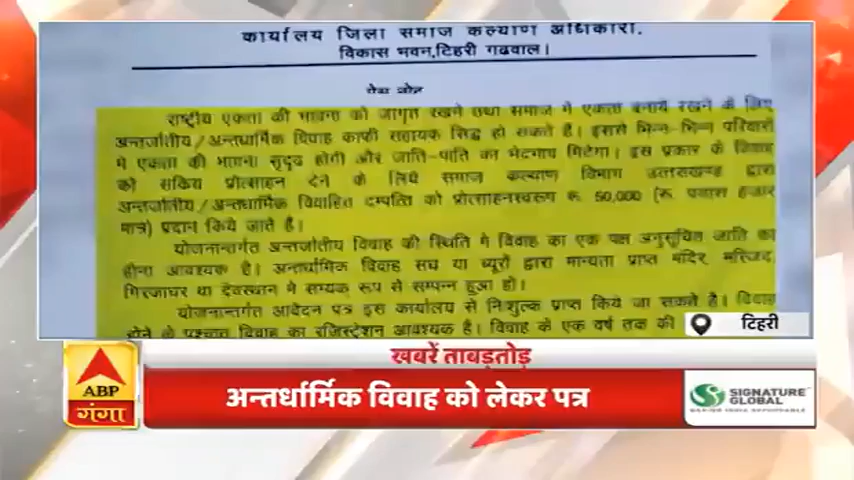 कार्यालय जिला समाज कल्याण अधिकारी.
विकास भवन,टिहरी गढवाल।
प्रेस नोट
राष्ट्रीय एकता की भावना को जागृत रखने तथा समाज में एकता बनाये रखने के लिए
अन्तर्जातीय/अन्तधार्मिक विवाह काफी सहायक सिद्ध हो सकते है। इससे भिन्न-भिन्न परिवारों
मे एकता की भावना सुदृढ होगी और जाति-पाति का भेदभाव मिटेगा। इस प्रकार के विवाह
को सक्रिय प्रोत्साहन देने के लिये समाज कल्याण विभाग उत्तराखण्ड द्वारा
अन्तर्जातीय/अन्तधार्मिक विवाहित दम्पत्ति को प्रोत्साहनस्वरूप रू 50,000 (रू पचास हजार
मात्र) प्रदान किये जाते है।
योजनान्तर्गत अन्तर्जातीय विवाह की स्थिति मे विवाह का एक पक्ष अनुसूचित जाति का
होना आवश्यक है। अन्तधार्मिक विवाह संघ या ब्यूरो द्वारा मान्यता प्राप्त मंदिर, मस्जिद,
गिरजाघर या देवस्थान मे सम्यक रूप से सम्पन्न हुआ हो।
योजनान्तर्गत आवेदन पत्र इस कार्यालय से निःशुल्क प्राप्त किये जा सकते है। विवाह
होने के पश्चात विवाह का रजिस्ट्रेशन आवश्यक है। विवाह के एक वर्ष तक की
टिहरी
खबरें ताबड़तोड़
ABP
गंगा
अन्तर्धार्मिक विवाह को लेकर पत्र
SIGNATURE
GLOBAL